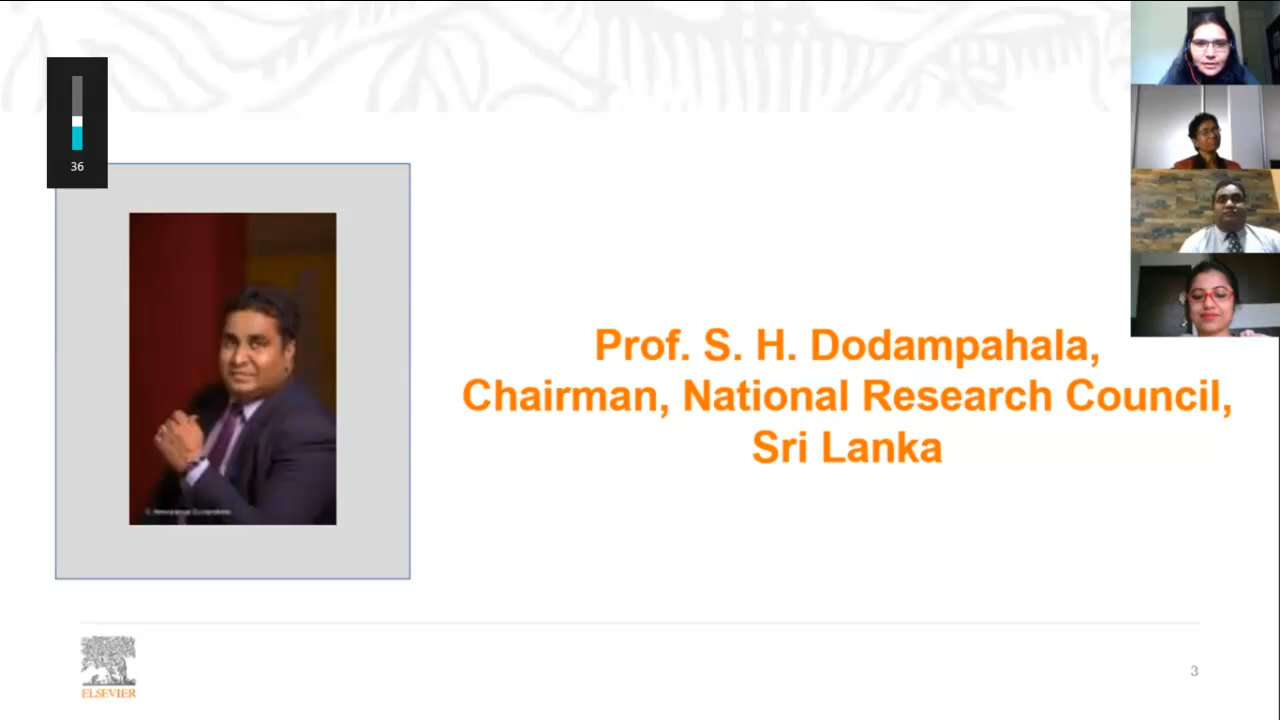 36
Prof. S. H. Dodampahala,
Chairman, National Research Council,
Sri Lanka
ELSEVIER
3